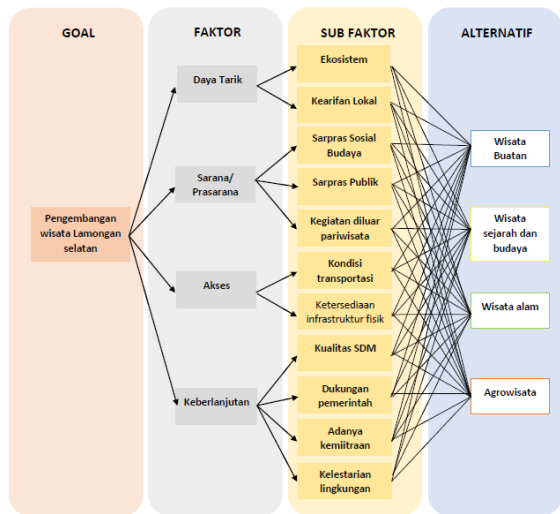 GOAL
FAKTOR
SUB FAKTOR
ALTERNATIF
Pengembangan
wisata Lamongan
selatan
Daya Tarik
Sarana/
Prasarana
Akses
Keberlanjutan
Ekosistem
Kearifan Lokal
Sarpras Sosial
Budaya
Sarpras Publik
Kegiatan diluar
pariwisata
Kondisi
transportasi
Ketersediaan
infrastruktur fisik
Kualitas SDM
Dukungan
pemerintah
Adanya
kemiitraan
Kelestarian
lingkungan
Wisata
Buatan
Wisata
sejarah dan
budaya
Wisata alam
Agrowisata